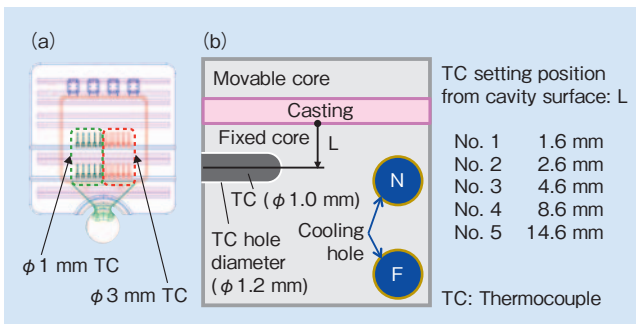 (a)
φ1 mm TC
φ3 mm TC
(b)
Movable core
Casting
Fixed core
L
TC (φ1.0 mm)
TC hole
diameter
(φ1.2 mm)
Cooling
hole
N
F
TC setting position
from cavity surface: L
No. 1 1.6 mm
No. 2 2.6 mm
No. 3 4.6 mm
No. 4 8.6 mm
No. 5 14.6 mm
TC: Thermocouple